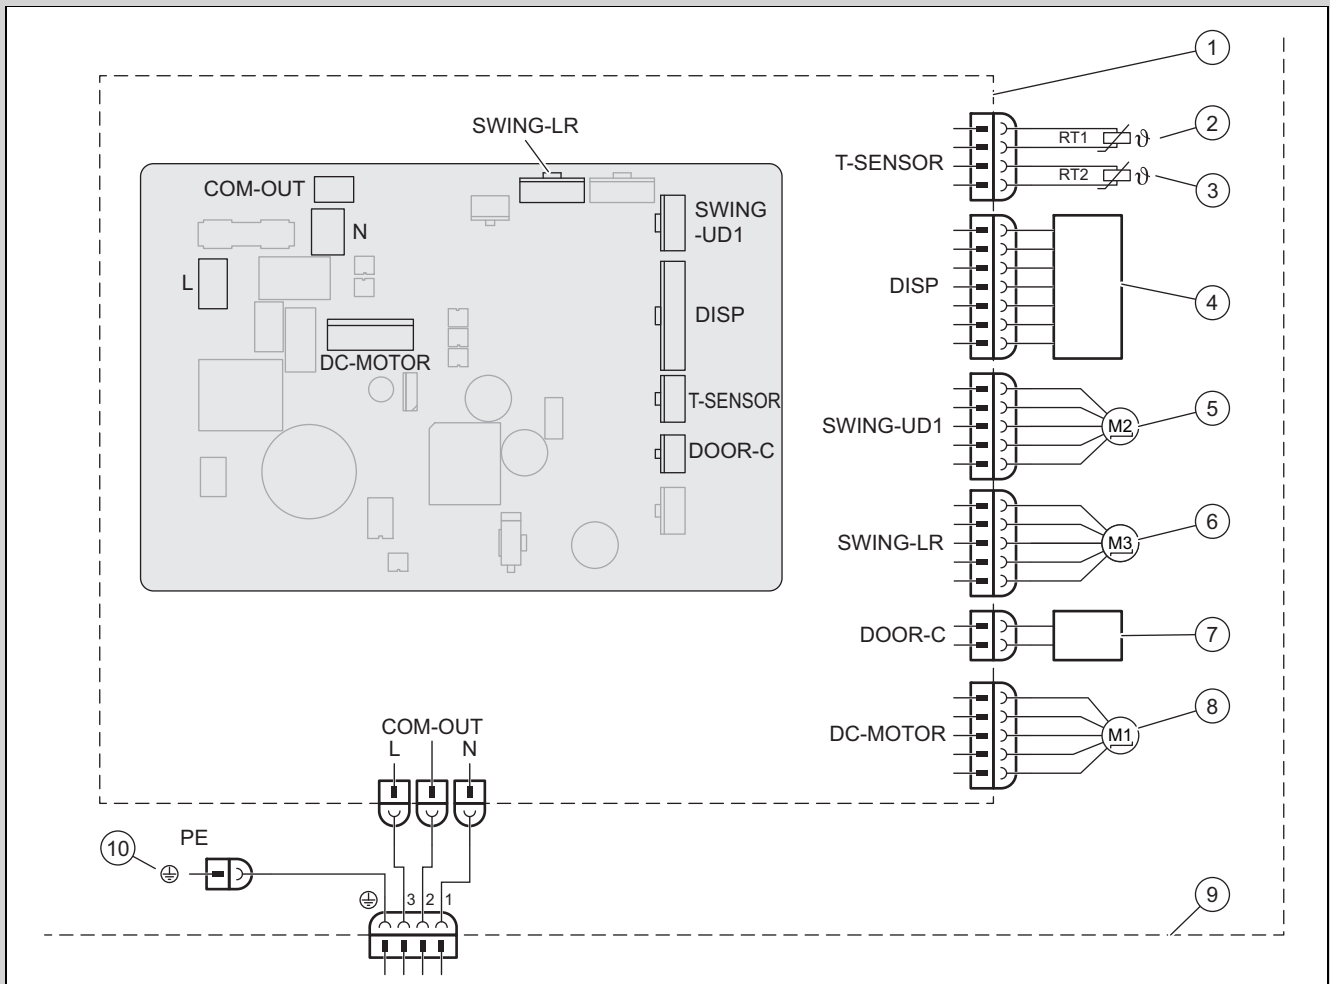 1
SWING-LR
RT1 ϑ
2
T-SENSOR
RT2 ϑ
3
COM-OUT
N
SWING
-UD1
L
DISP
DISP
4
DC-MOTOR
T-SENSOR
SWING-UD1
M2
5
DOOR-C
SWING-LR
M3
6
DOOR-C
7
DC-MOTOR
M1
8
COM-OUT
L
N
PE
10
3
2
1
9